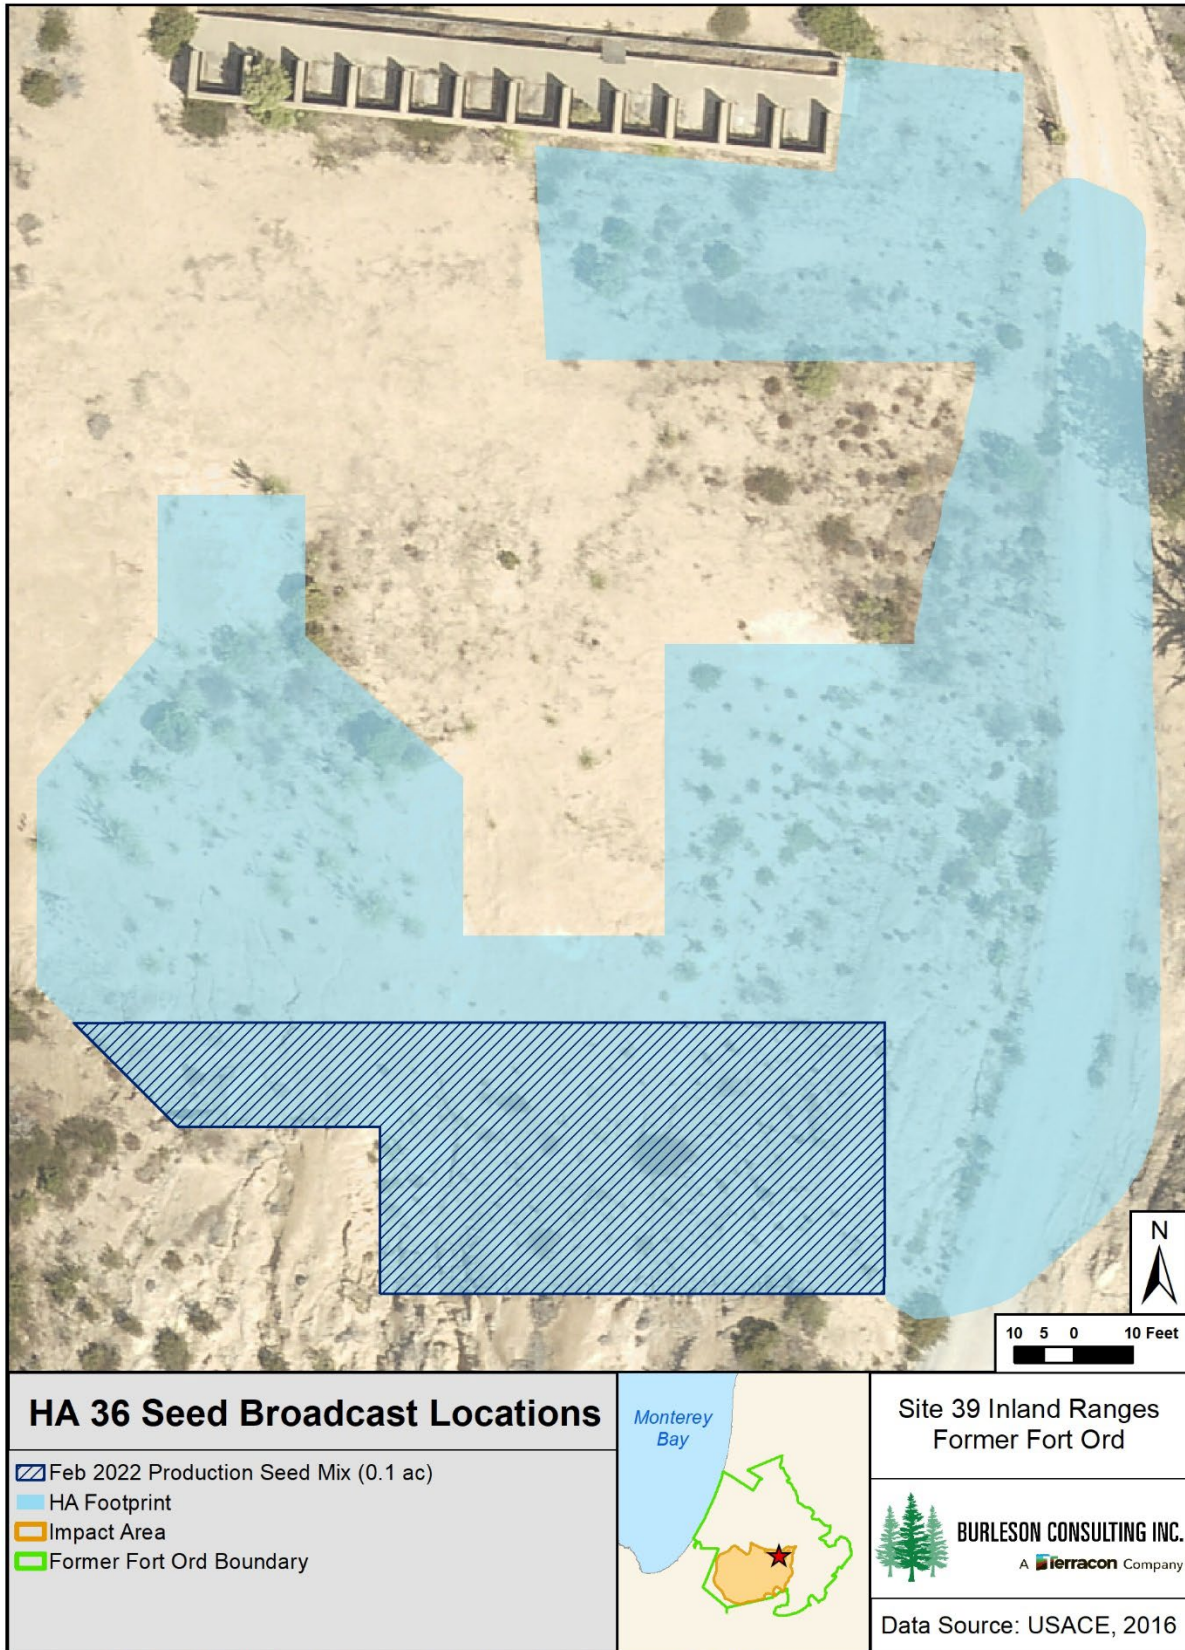 N
10 5 0 10 Feet
HA 36 Seed Broadcast Locations
Feb 2022 Production Seed Mix (0.1 ac)
HA Footprint
Impact Area
Former Fort Ord Boundary
Monterey
Bay
Site 39 Inland Ranges
Former Fort Ord
BURLESON CONSULTING INC.
A Terracon Company
Data Source: USACE, 2016